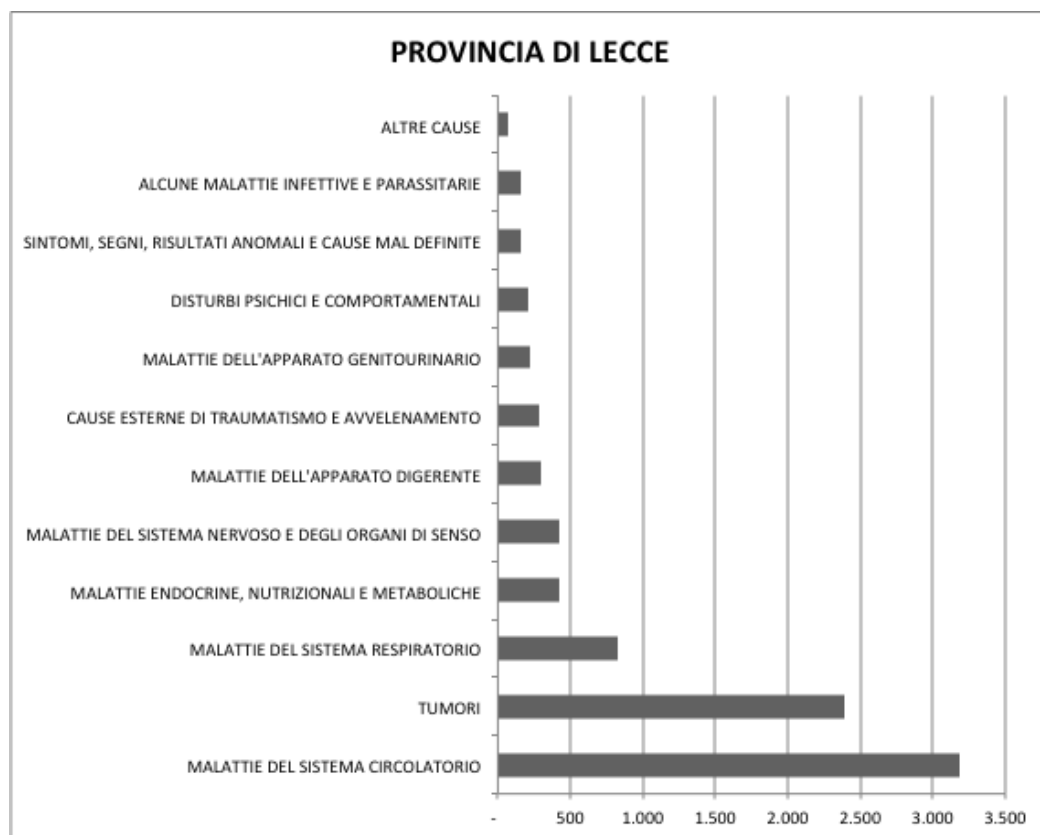 PROVINCIA DI LECCE
ALTRE CAUSE
ALCUNE MALATTIE INFETTIVE E PARASSITARIE
SINTOMI, SEGNI, RISULTATI ANOMALI E CAUSE MAL DEFINITE
DISTURBI PSICHICI E COMPORTAMENTALI
MALATTIE DELL'APPARATO GENITOURINARIO
CAUSE ESTERNE DI TRAUMATISMO E AVVELENAMENTO
MALATTIE DELL'APPARATO DIGERENTE
MALATTIE DEL SISTEMA NERVOSO E DEGLI ORGANI DI SENSO
MALATTIE ENDOCRINE, NUTRIZIONALI E METABOLICHE
MALATTIE DEL SISTEMA RESPIRATORIO
TUMORI
MALATTIE DEL SISTEMA CIRCOLATORIO
- 500 1.000 1.500 2.000 2.500 3.000 3.500